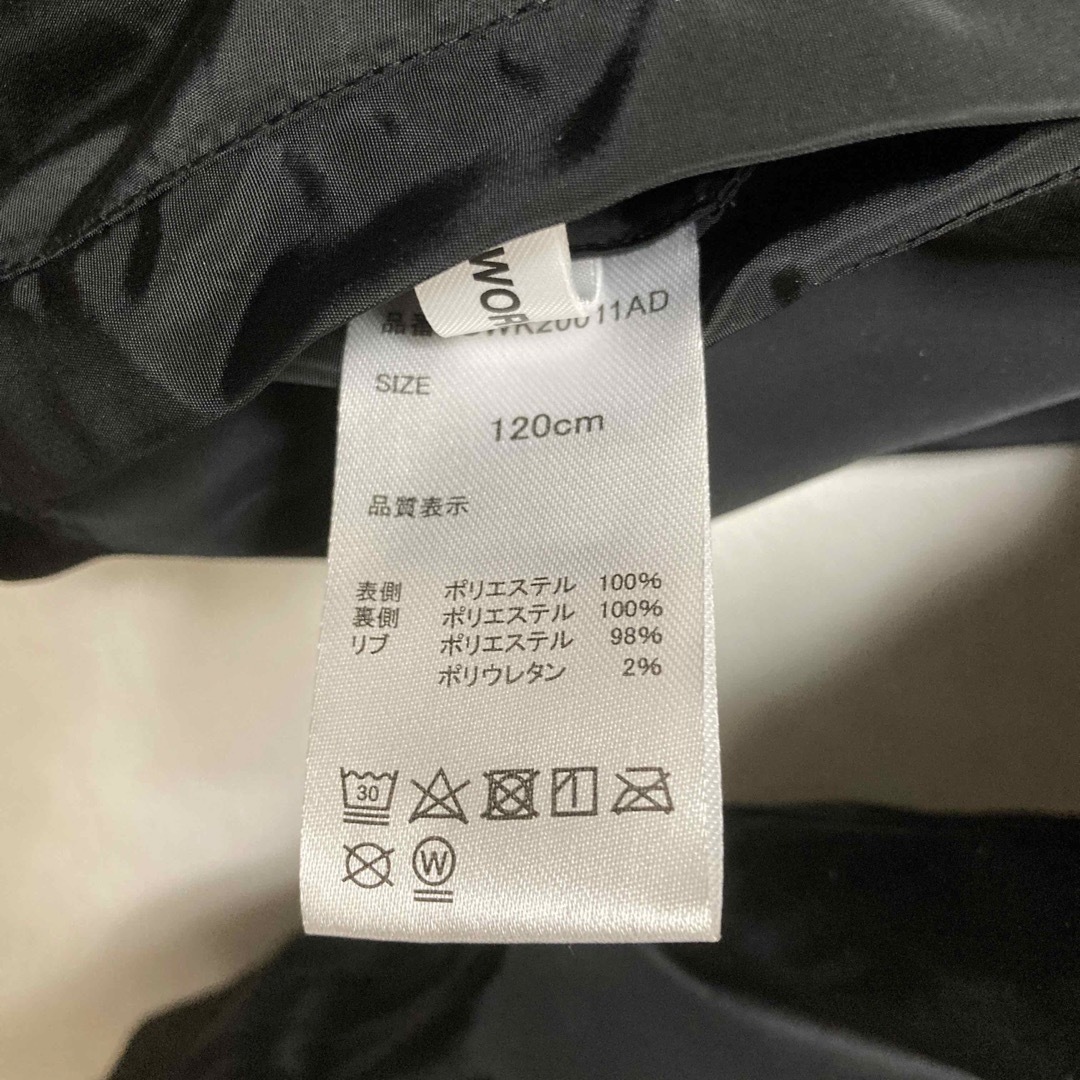 WOR
品番 WK20011AD
SIZE
120cm
品質表示
表側 ポリエステル 100%
裏側 ポリエステル 100%
リブ ポリエステル 98%
ポリウレタン 2%
30
W